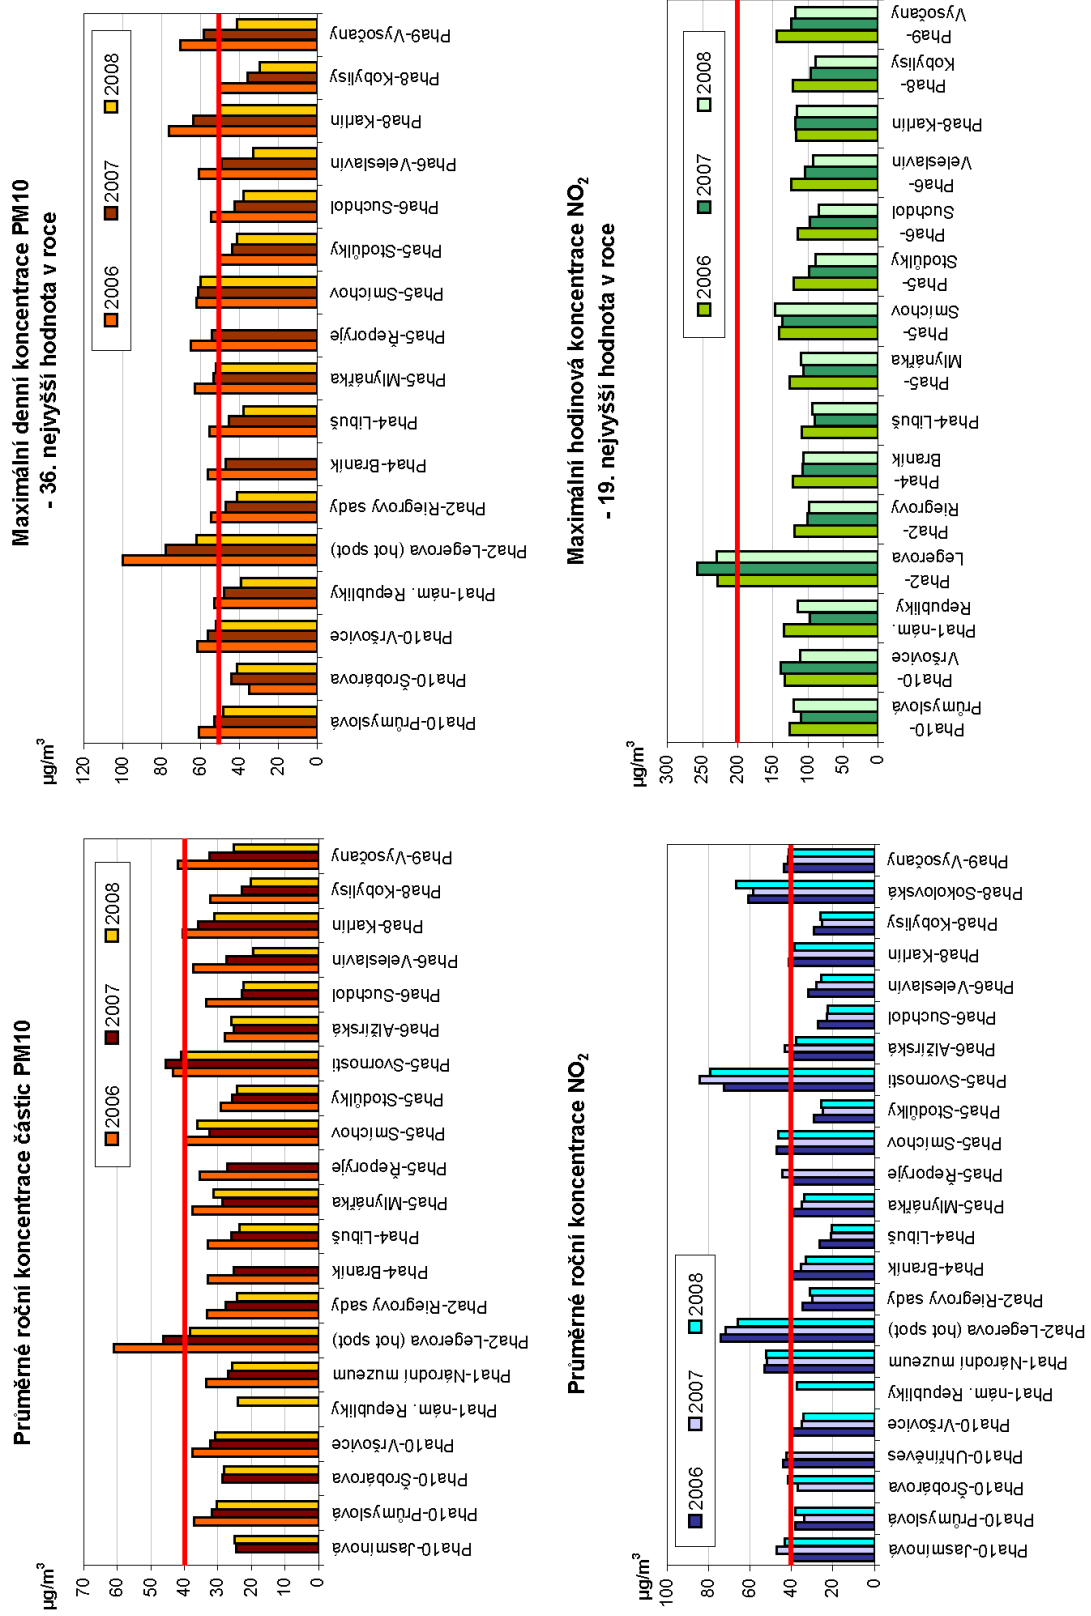 Průměrné roční koncentrace částic PM10
µg/m³
2006
2007
2008
70
60
50
40
30
20
10
0
Pha10-Jasmínová
Pha10-Průmyslová
Pha10-Šrobárova
Pha10-Vršovice
Pha1-nám. Republiky
Pha1-Národní muzeum
Pha2-Legerova (hot spot)
Pha2-Riegrovy sady
Pha4-Braník
Pha4-Libuš
Pha5-Mlynářka
Pha5-Řeporyje
Pha5-Smíchov
Pha5-Stodůlky
Pha5-Svornosti
Pha6-Alžírská
Pha6-Suchdol
Pha6-Veleslavín
Pha8-Karlín
Pha8-Kobylisy
Pha9-Vysočany
Maximální denní koncentrace PM10
- 36. nejvyšší hodnota v roce
µg/m³
2006
2007
2008
120
100
80
60
40
20
0
Pha10-Průmyslová
Pha10-Šrobárova
Pha10-Vršovice
Pha1-nám. Republiky
Pha2-Legerova (hot spot)
Pha2-Riegrovy sady
Pha4-Braník
Pha4-Libuš
Pha5-Mlynářka
Pha5-Řeporyje
Pha5-Smíchov
Pha5-Stodůlky
Pha6-Suchdol
Pha6-Veleslavín
Pha8-Karlín
Pha8-Kobylisy
Pha9-Vysočany
Průměrné roční koncentrace NO₂
µg/m³
2006
2007
2008
100
80
60
40
20
0
Pha10-Jasmínová
Pha10-Průmyslová
Pha10-Šrobárova
Pha10-Uhříněves
Pha10-Vršovice
Pha1-nám. Republiky
Pha1-Národní muzeum
Pha2-Legerova (hot spot)
Pha2-Riegrovy sady
Pha4-Braník
Pha4-Libuš
Pha5-Mlynářka
Pha5-Řeporyje
Pha5-Smíchov
Pha5-Stodůlky
Pha5-Svornosti
Pha6-Alžírská
Pha6-Suchdol
Pha6-Veleslavín
Pha8-Karlín
Pha8-Kobylisy
Pha8-Sokolovská
Pha9-Vysočany
Maximální hodinová koncentrace NO₂
- 19. nejvyšší hodnota v roce
µg/m³
2006
2007
2008
300
250
200
150
100
50
0
Pha10-
Průmyslová
Pha10-
Vršovice
Pha1-nám.
Republiky
Pha2-
Legerova
Pha2-
Riegrovy
Pha4-
Braník
Pha4-Libuš
Pha5-
Mlynářka
Pha5-
Smíchov
Pha5-
Stodůlky
Pha6-
Suchdol
Pha6-
Veleslavín
Pha8-Karlín
Pha8-
Kobylisy
Pha9-
Vysočany